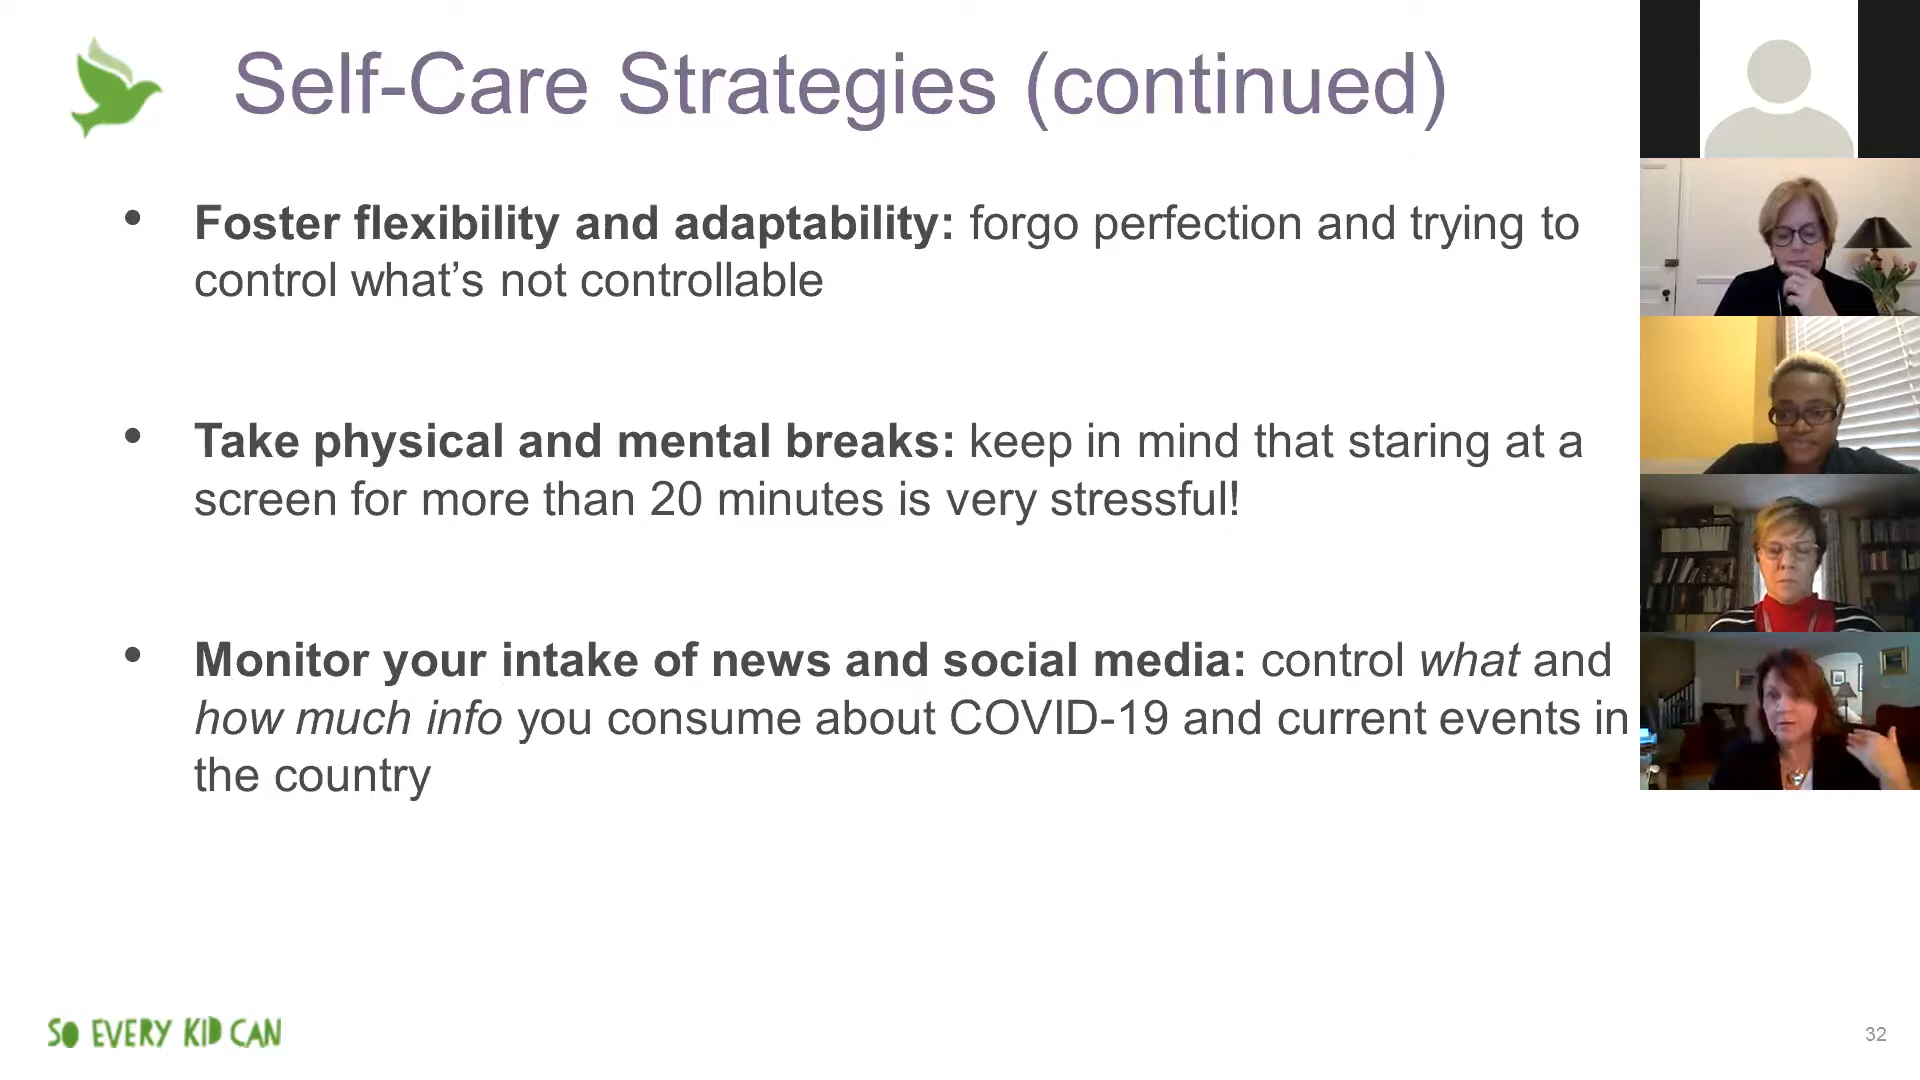 Self-Care Strategies (continued)
• Foster flexibility and adaptability: forgo perfection and trying to
control what’s not controllable
• Take physical and mental breaks: keep in mind that staring at a
screen for more than 20 minutes is very stressful!
• Monitor your intake of news and social media: control what and
how much info you consume about COVID-19 and current events in
the country
SO EVERY KID CAN
32